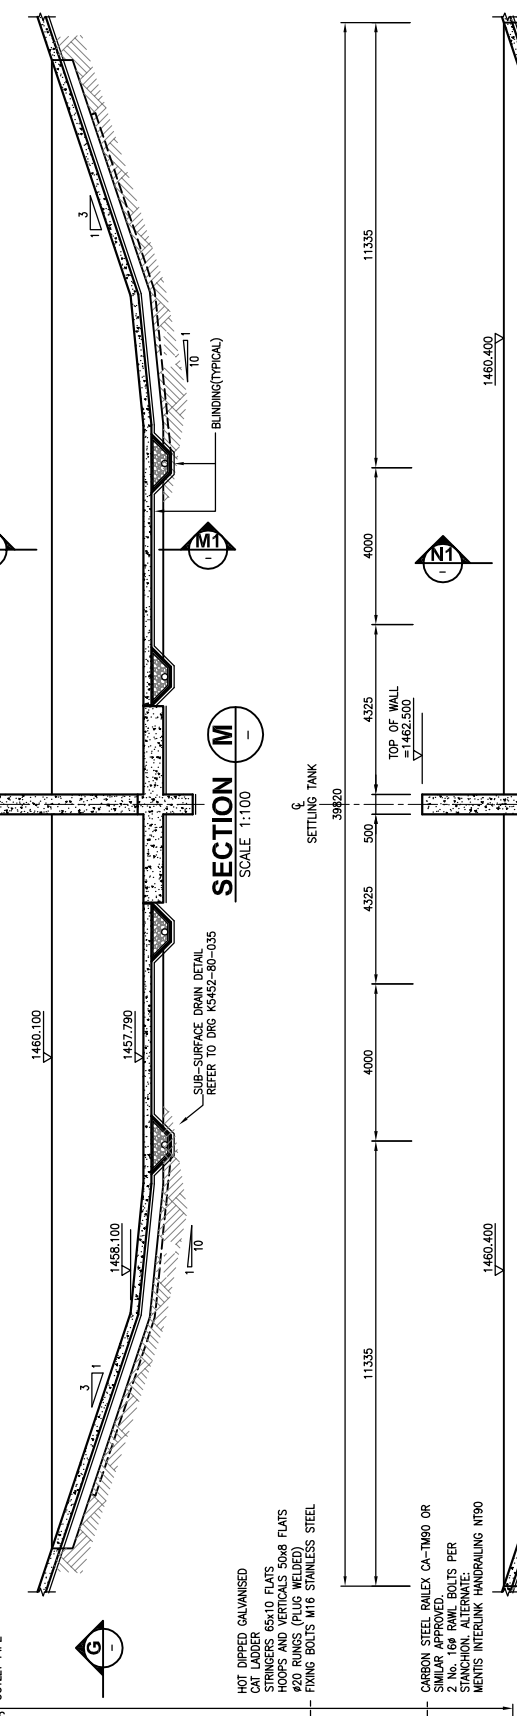 3
1
1
10
BLINDING(TYPICAL)
M1
-
N1
-
11335
4000
4325
500
4325
4000
11335
39820
1460.400
TOP OF WALL
=1462.500
SECTION M
-
SCALE 1:100
℄
SETTLING TANK
1460.100
1457.790
1458.100
SUB-SURFACE DRAIN DETAIL
REFER TO DRG K5452-80-035
1
10
3
1
1460.400
G
-
HOT DIPPED GALVANISED
CAT LADDER
STRINGERS 65x10 FLATS
HOOPS AND VERTICALS 50x8 FLATS
ø20 RUNGS (PLUG WELDED)
FIXING BOLTS M16 STAINLESS STEEL
CARBON STEEL RAILEX CA-TM90 OR
SIMILAR APPROVED.
2 No. 16ø RAWL BOLTS PER
STANCHION. ALTERNATE:
MENTIS INTERLINK HANDRAILING NT90